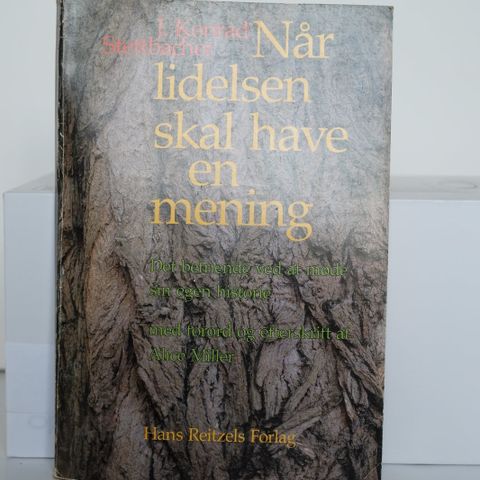 J. Konrad
Stettbacher
Når
lidelsen
skal have
en
mening
Det befriende ved at møde
sin egen historie
med forord og efterskrift af
Alice Miller
Hans Reitzels Forlag